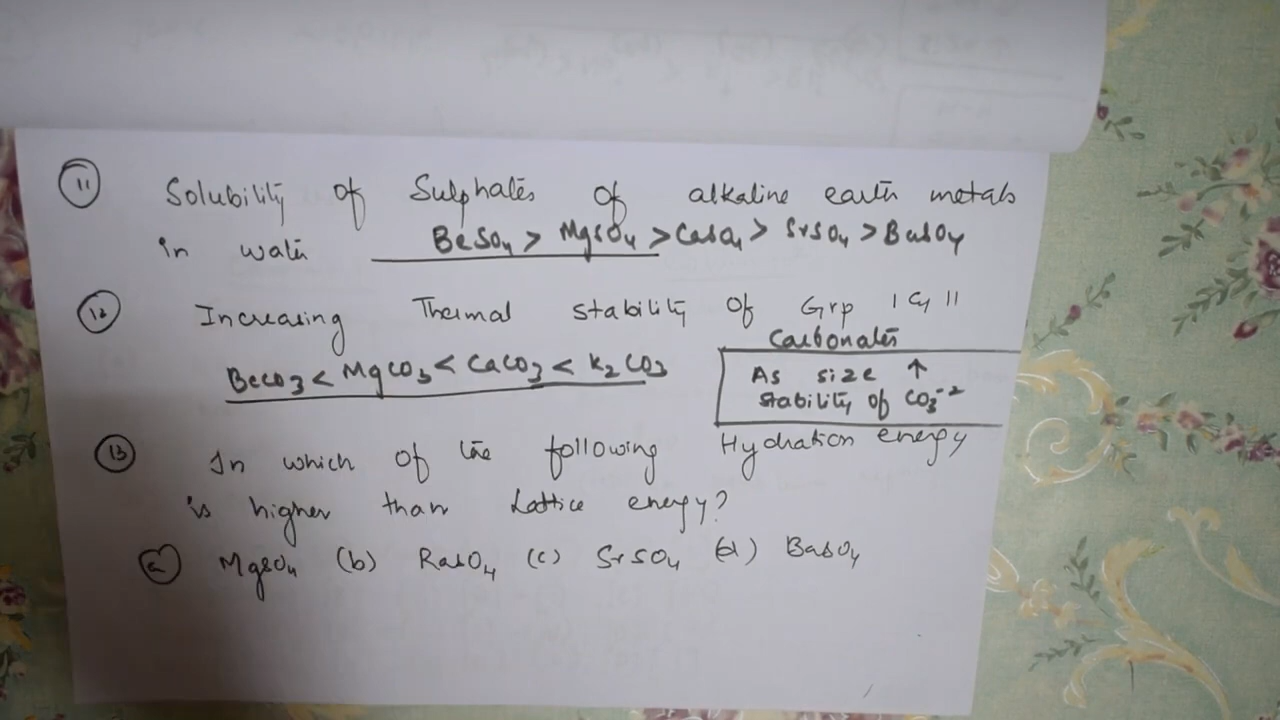 11 Solubility of Sulphates of alkaline earth metals
in water BeSO4 > MgSO4 > CaSO4 > SrSO4 > BaSO4
12 Increasing Thermal stability of Grp I & II
Carbonates
BeCO3 < MgCO3 < CaCO3 < K2CO3
As size ↑
stability of CO3-2
13 In which of the following Hydration energy
is higher than Lattice energy?
(a) MgSO4 (b) RaSO4 (c) SrSO4 (d) BaSO4